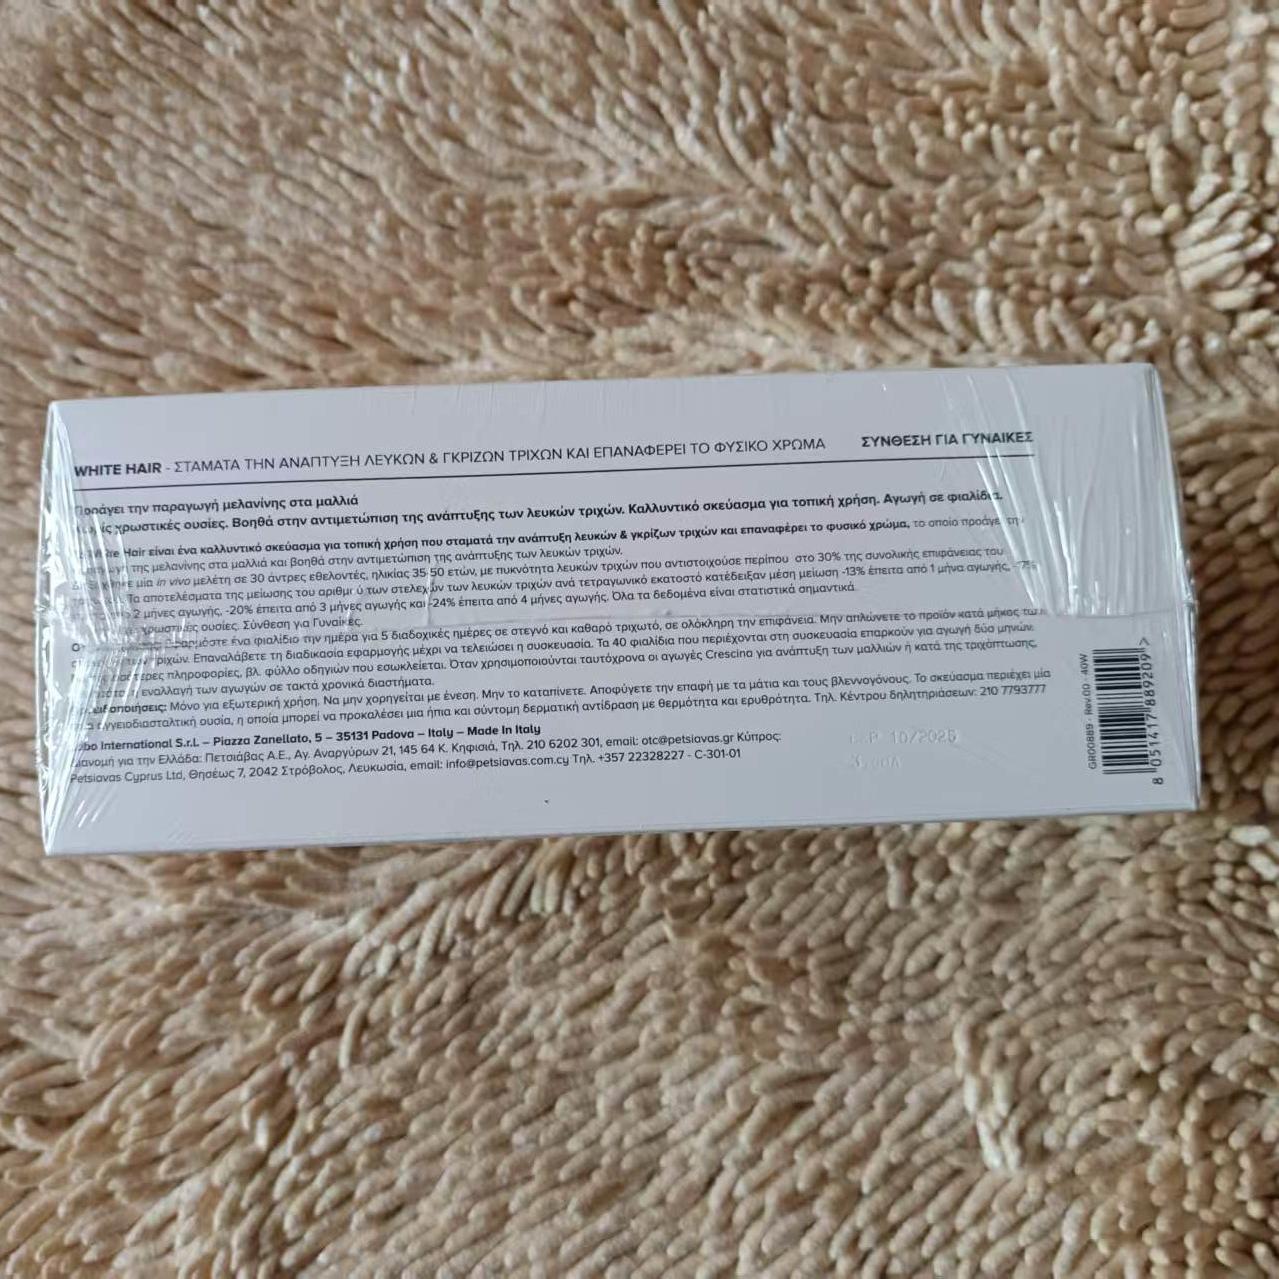 WHITE HAIR - ΣΤΑΜΑΤΑ ΤΗΝ ΑΝΑΠΤΥΞΗ ΛΕΥΚΩΝ & ΓΚΡΙΖΩΝ ΤΡΙΧΩΝ ΚΑΙ ΕΠΑΝΑΦΕΡΕΙ ΤΟ ΦΥΣΙΚΟ ΧΡΩΜΑ ΣΥΝΘΕΣΗ ΓΙΑ ΓΥΝΑΙΚΕΣ
Προάγει την παραγωγή μελανίνης στα μαλλιά
χρωστικές ουσίες. Βοηθά στην αντιμετώπιση της ανάπτυξης των λευκών τριχών. Καλλυντικό σκεύασμα για τοπική χρήση. Αγωγή σε φιαλίδια.
Hair είναι ένα καλλυντικό σκεύασμα για τοπική χρήση που σταματά την ανάπτυξη λευκών & γκρίζων τριχών και επαναφέρει το φυσικό χρώμα, το οποίο προάγει τη
της μελανίνης στα μαλλιά και βοηθά στην αντιμετώπιση της ανάπτυξης των λευκών τριχών.
μία in vivo μελέτη σε 30 άντρες εθελοντές, ηλικίας 35-50 ετών, με πυκνότητα λευκών τριχών που αντιστοιχούσε περίπου στο 30% της συνολικής επιφάνειας του
Τα αποτελέσματα της μείωσης του αριθμού των στελεχών των λευκών τριχών ανά τετραγωνικό εκατοστό κατέδειξαν μέση μείωση -13% έπειτα από 1 μήνα αγωγής,
2 μήνες αγωγής, -20% έπειτα από 3 μήνες αγωγής και -24% έπειτα από 4 μήνες αγωγής. Όλα τα δεδομένα είναι στατιστικά σημαντικά.
χρωστικές ουσίες. Σύνθεση για Γυναίκες.
ένα φιαλίδιο την ημέρα για 5 διαδοχικές ημέρες σε στεγνό και καθαρό τριχωτό, σε ολόκληρη την επιφάνεια. Μην απλώνετε το προϊόν κατά μήκος των
τριχών. Επαναλάβετε τη διαδικασία εφαρμογής μέχρι να τελειώσει η συσκευασία. Τα 40 φιαλίδια που περιέχονται στη συσκευασία επαρκούν για αγωγή δύο μηνών.
πληροφορίες, βλ. φύλλο οδηγιών που εσωκλείεται. Όταν χρησιμοποιούνται ταυτόχρονα οι αγωγές Crescina για ανάπτυξη των μαλλιών ή κατά της τριχόπτωσης,
εναλλαγή των αγωγών σε τακτά χρονικά διαστήματα.
Προειδοποιήσεις: Μόνο για εξωτερική χρήση. Να μην χορηγείται με ένεση. Μην το καταπίνετε. Αποφύγετε την επαφή με τα μάτια και τους βλεννογόνους. Το σκεύασμα περιέχει μία
αγγειοδιασταλτική ουσία, η οποία μπορεί να προκαλέσει μια ήπια και σύντομη δερματική αντίδραση με θερμότητα και ερυθρότητα. Τηλ. Κέντρου δηλητηριάσεων: 210 7793777
International S.r.L – Piazza Zanellato, 5 – 35131 Padova – Italy – Made In Italy
Διανομή για την Ελλάδα: Πετσιάβας Α.Ε., Αγ. Αναργύρων 21, 145 64 Κ. Κηφισιά, Τηλ. 210 6202 301, email: otc@petsiavas.gr Κύπρος:
Petsiavas Cyprus Ltd, Θησέως 7, 2042 Στρόβολος, Λευκωσία, email: info@petsiavas.com.cy Τηλ. +357 22328227 - C-301-01
GR00889 - Rev.00 - 40W
8 051417 889209 >